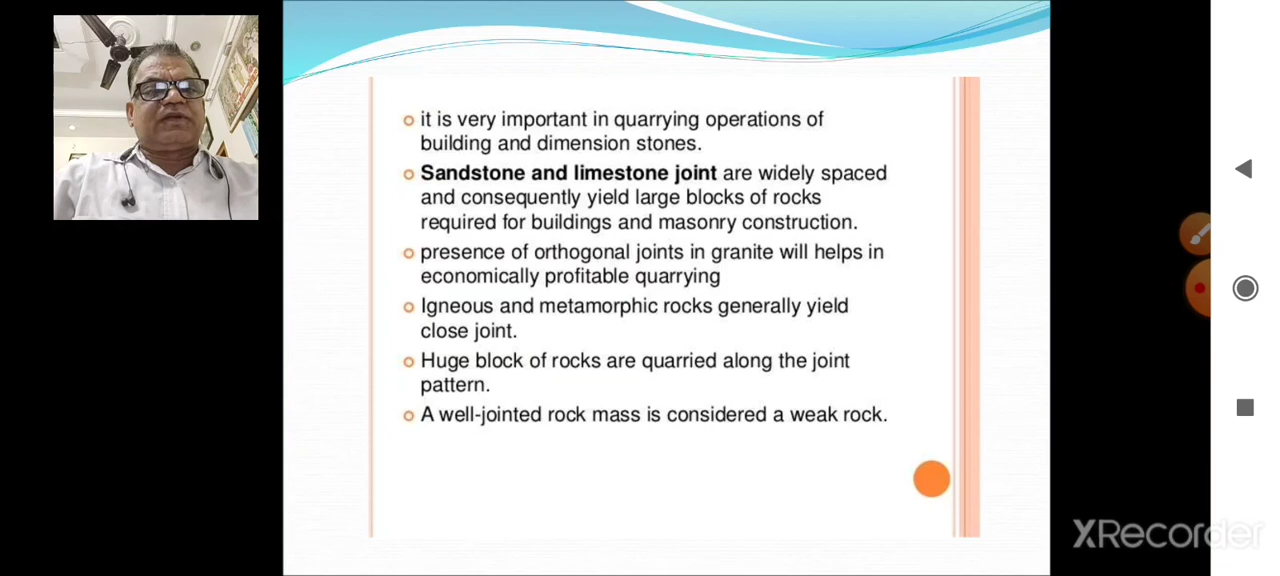 it is very important in quarrying operations of
building and dimension stones.
Sandstone and limestone joint are widely spaced
and consequently yield large blocks of rocks
required for buildings and masonry construction.
presence of orthogonal joints in granite will helps in
economically profitable quarrying
Igneous and metamorphic rocks generally yield
close joint.
Huge block of rocks are quarried along the joint
pattern.
A well-jointed rock mass is considered a weak rock.
XRecorder